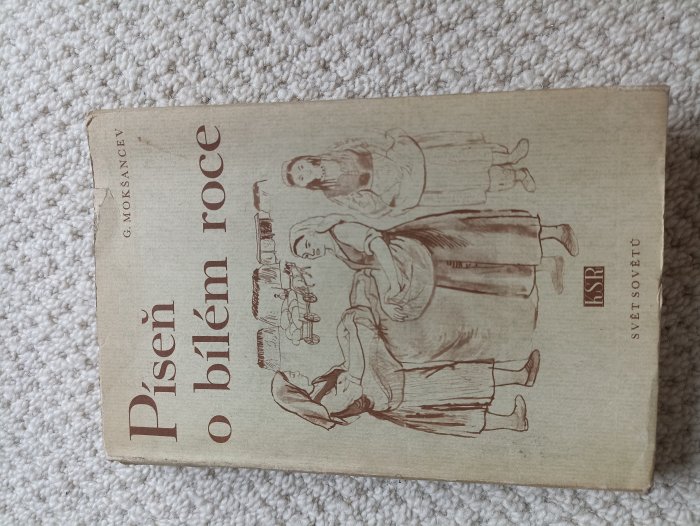 G. MOKŠANCEV
Píseň
o bílém roce
KSR
SVĚT SOVĚTŮ